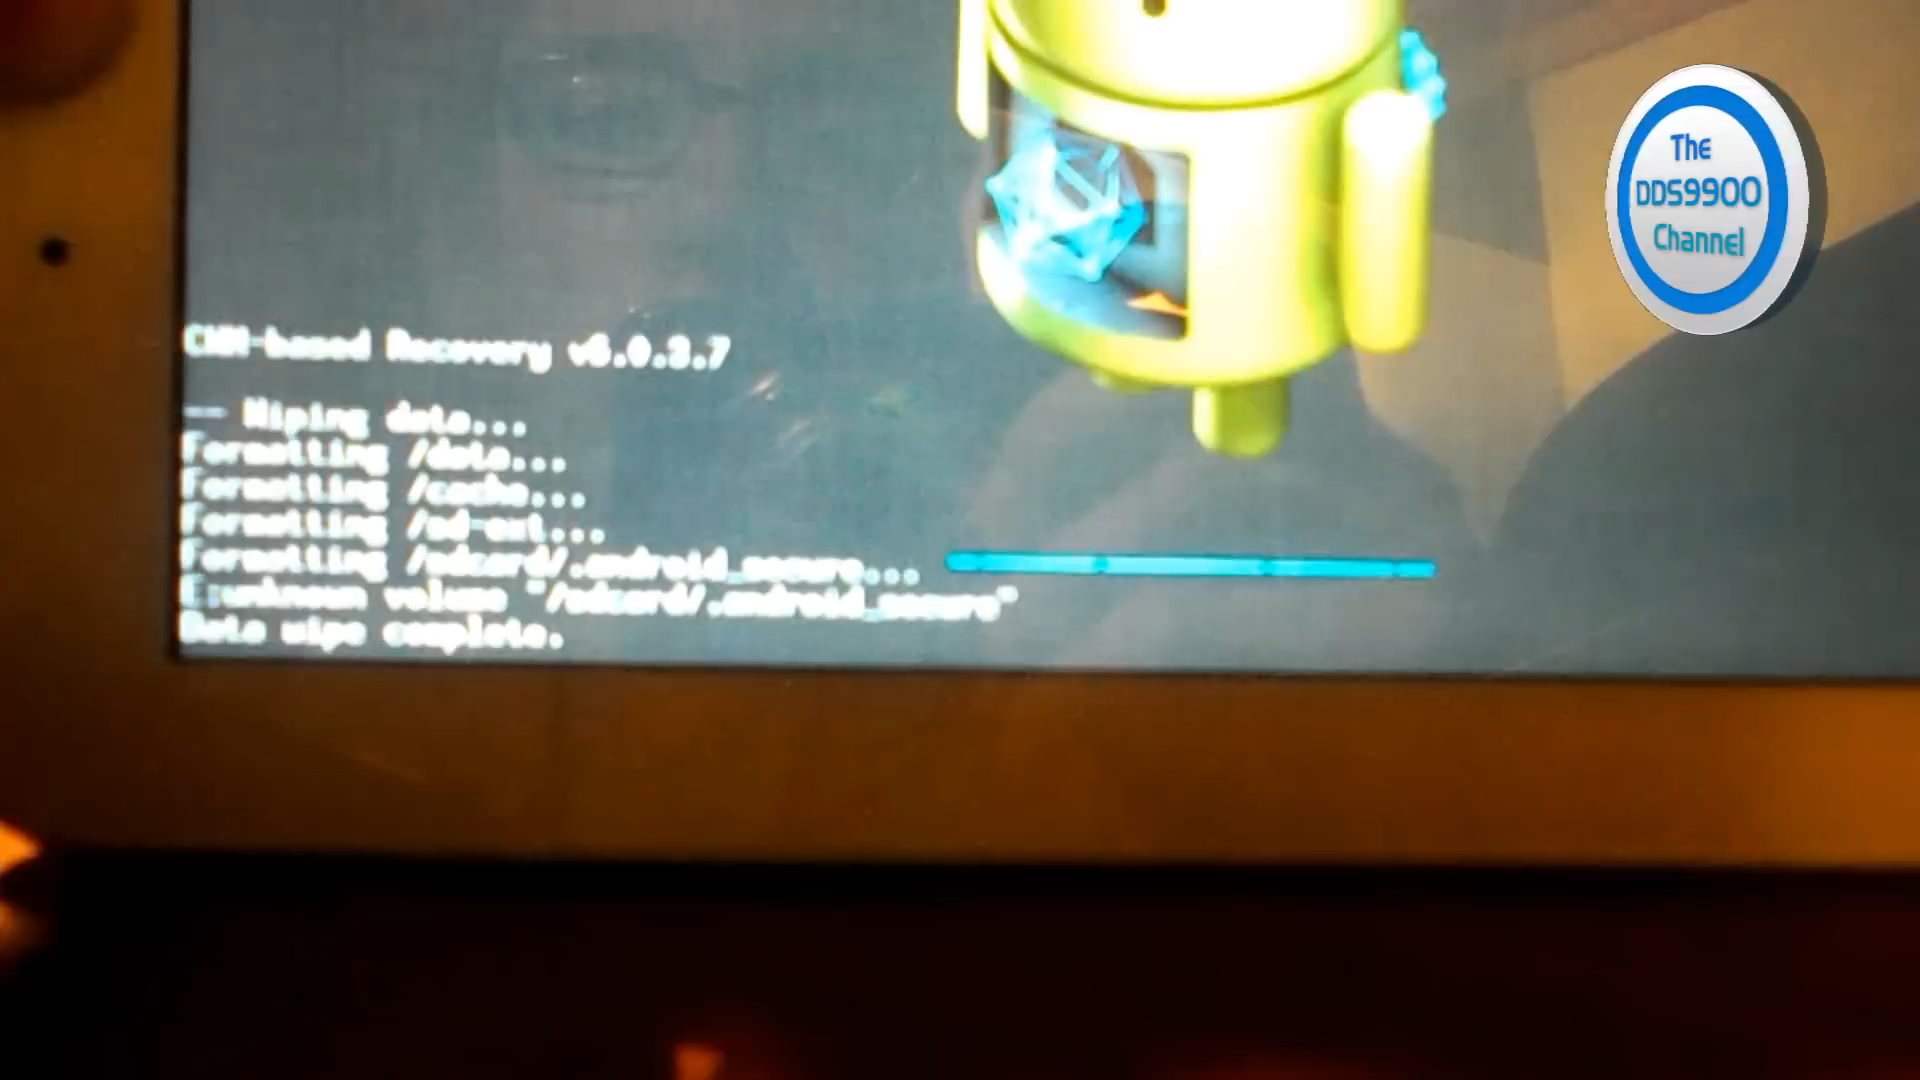 CWM-based Recovery v6.0.3.7
-- Wiping data...
Formatting /data...
Formatting /cache...
Formatting /sd-ext...
Formatting /sdcard/.android_secure...
E:unknown volume "/sdcard/.android_secure"
Data wipe complete.
The
DDS9900
Channel